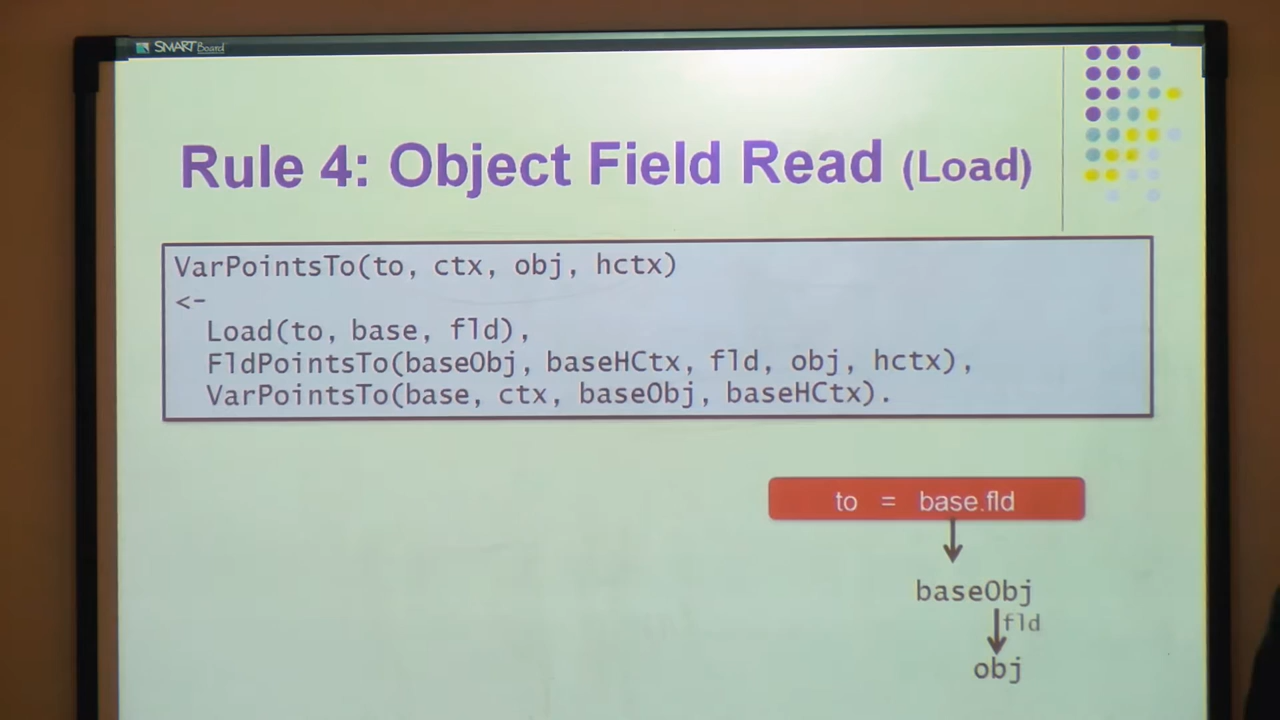 SMART Board
Rule 4: Object Field Read (Load)
VarPointsTo(to, ctx, obj, hctx)
<-
Load(to, base, fld),
FldPointsTo(baseObj, baseHCtx, fld, obj, hctx),
VarPointsTo(base, ctx, baseObj, baseHCtx).
to = base.fld
baseObj
fld
obj